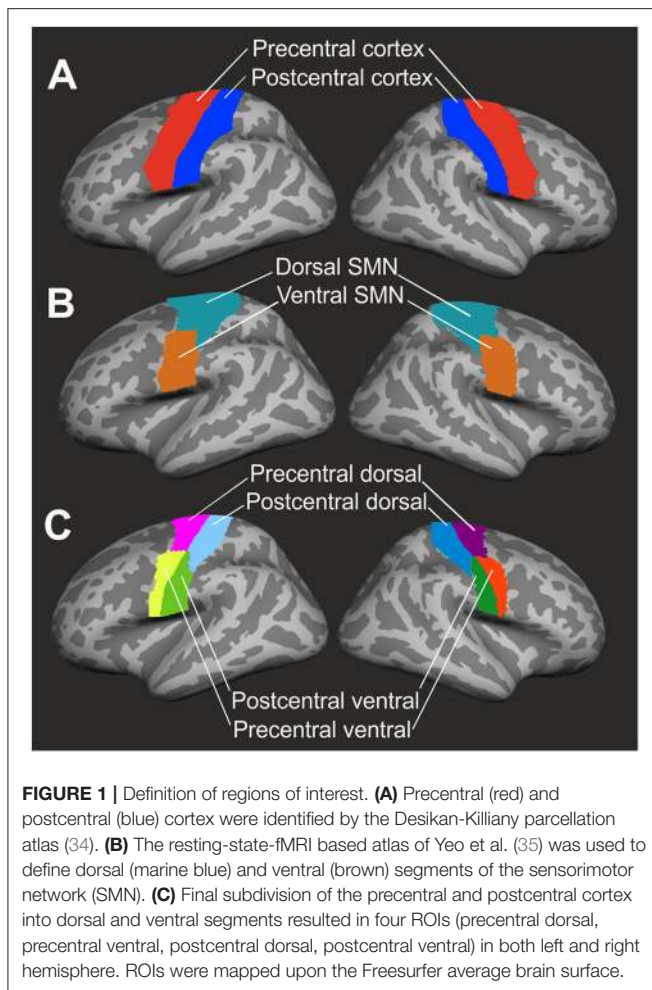 A
Precentral cortex
Postcentral cortex
B
Dorsal SMN
Ventral SMN
C
Precentral dorsal
Postcentral dorsal
Postcentral ventral
Precentral ventral
FIGURE 1 | Definition of regions of interest. (A) Precentral (red) and
postcentral (blue) cortex were identified by the Desikan-Killiany parcellation
atlas (34). (B) The resting-state-fMRI based atlas of Yeo et al. (35) was used to
define dorsal (marine blue) and ventral (brown) segments of the sensorimotor
network (SMN). (C) Final subdivision of the precentral and postcentral cortex
into dorsal and ventral segments resulted in four ROIs (precentral dorsal,
precentral ventral, postcentral dorsal, postcentral ventral) in both left and right
hemisphere. ROIs were mapped upon the Freesurfer average brain surface.